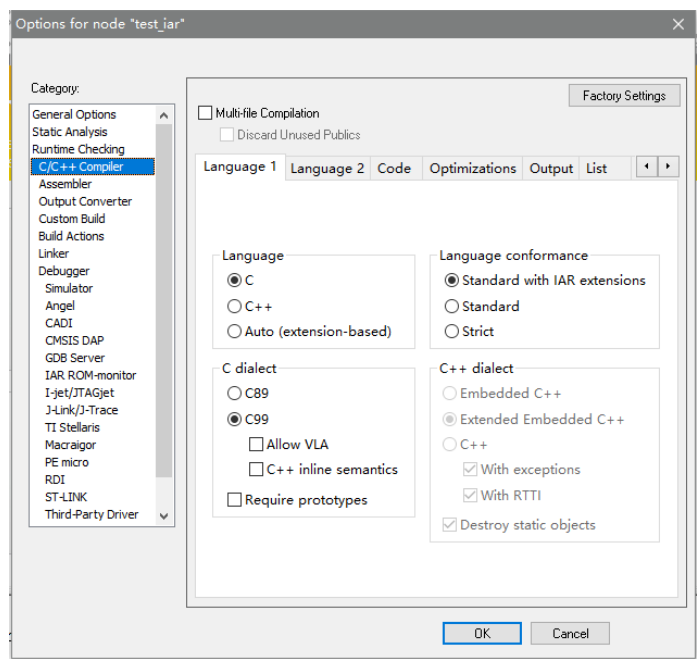 Options for node "test_iar"
Category:
General Options
Static Analysis
Runtime Checking
C/C++ Compiler
Assembler
Output Converter
Custom Build
Build Actions
Linker
Debugger
Simulator
Angel
CADI
CMSIS DAP
GDB Server
IAR ROM-monitor
I-jet/JTAGjet
J-Link/J-Trace
TI Stellaris
Macraigor
PE micro
RDI
ST-LINK
Third-Party Driver
Factory Settings
Multi-file Compilation
Discard Unused Publics
Language 1 Language 2 Code Optimizations Output List
Language
C
C++
Auto (extension-based)
Language conformance
Standard with IAR extensions
Standard
Strict
C dialect
C89
C99
Allow VLA
C++ inline semantics
Require prototypes
C++ dialect
Embedded C++
Extended Embedded C++
C++
With exceptions
With RTTI
Destroy static objects
OK Cancel